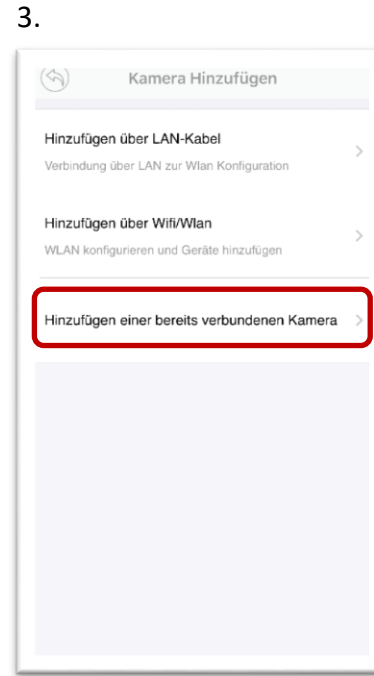 3.
Kamera Hinzufügen
Hinzufügen über LAN-Kabel
Verbindung über LAN zur Wlan Konfiguration
Hinzufügen über Wifi/Wlan
WLAN konfigurieren und Geräte hinzufügen
Hinzufügen einer bereits verbundenen Kamera